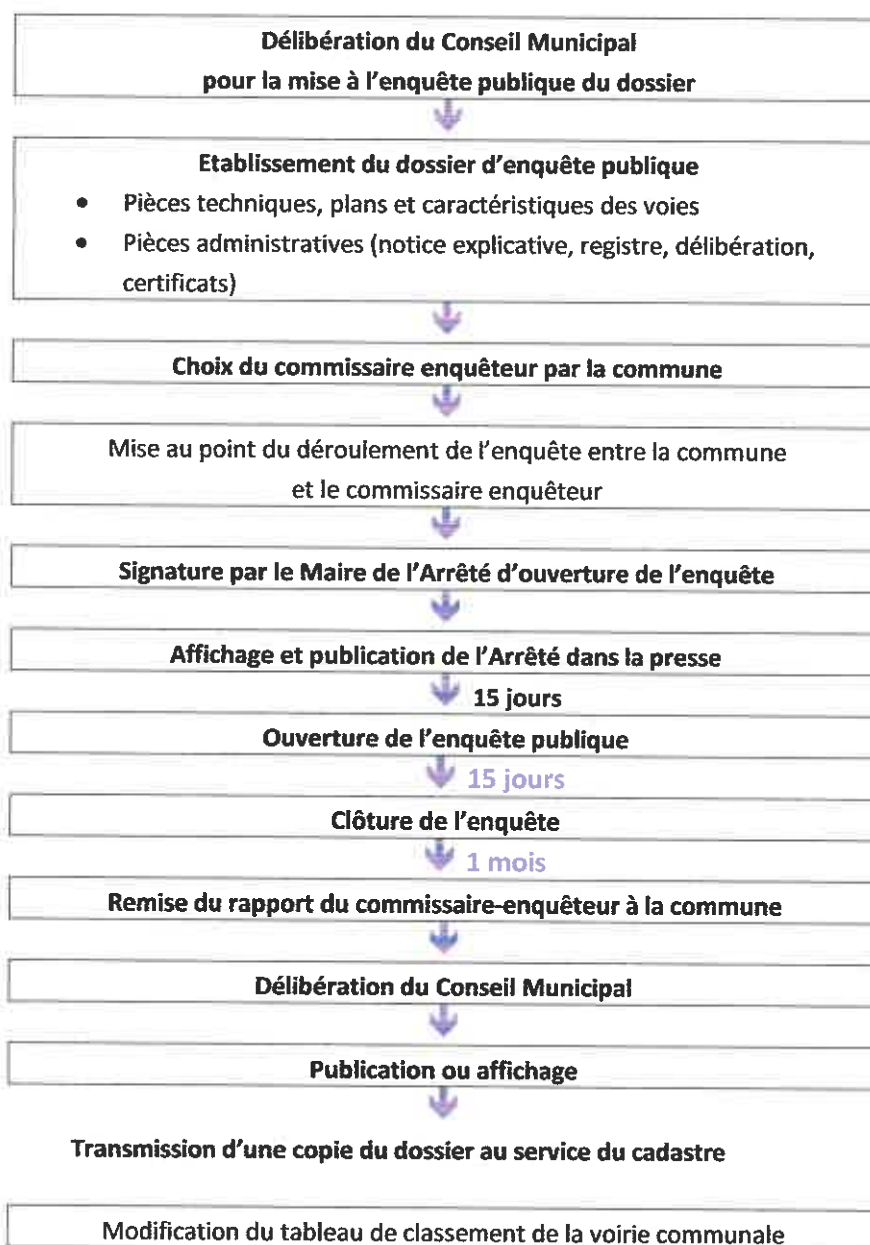 Délibération du Conseil Municipal
pour la mise à l'enquête publique du dossier
Etablissement du dossier d'enquête publique
• Pièces techniques, plans et caractéristiques des voies
• Pièces administratives (notice explicative, registre, délibération,
certificats)
Choix du commissaire enquêteur par la commune
Mise au point du déroulement de l'enquête entre la commune
et le commissaire enquêteur
Signature par le Maire de l'Arrêté d'ouverture de l'enquête
Affichage et publication de l'Arrêté dans la presse
15 jours
Ouverture de l'enquête publique
15 jours
Clôture de l'enquête
1 mois
Remise du rapport du commissaire-enquêteur à la commune
Délibération du Conseil Municipal
Publication ou affichage
Transmission d'une copie du dossier au service du cadastre
Modification du tableau de classement de la voirie communale